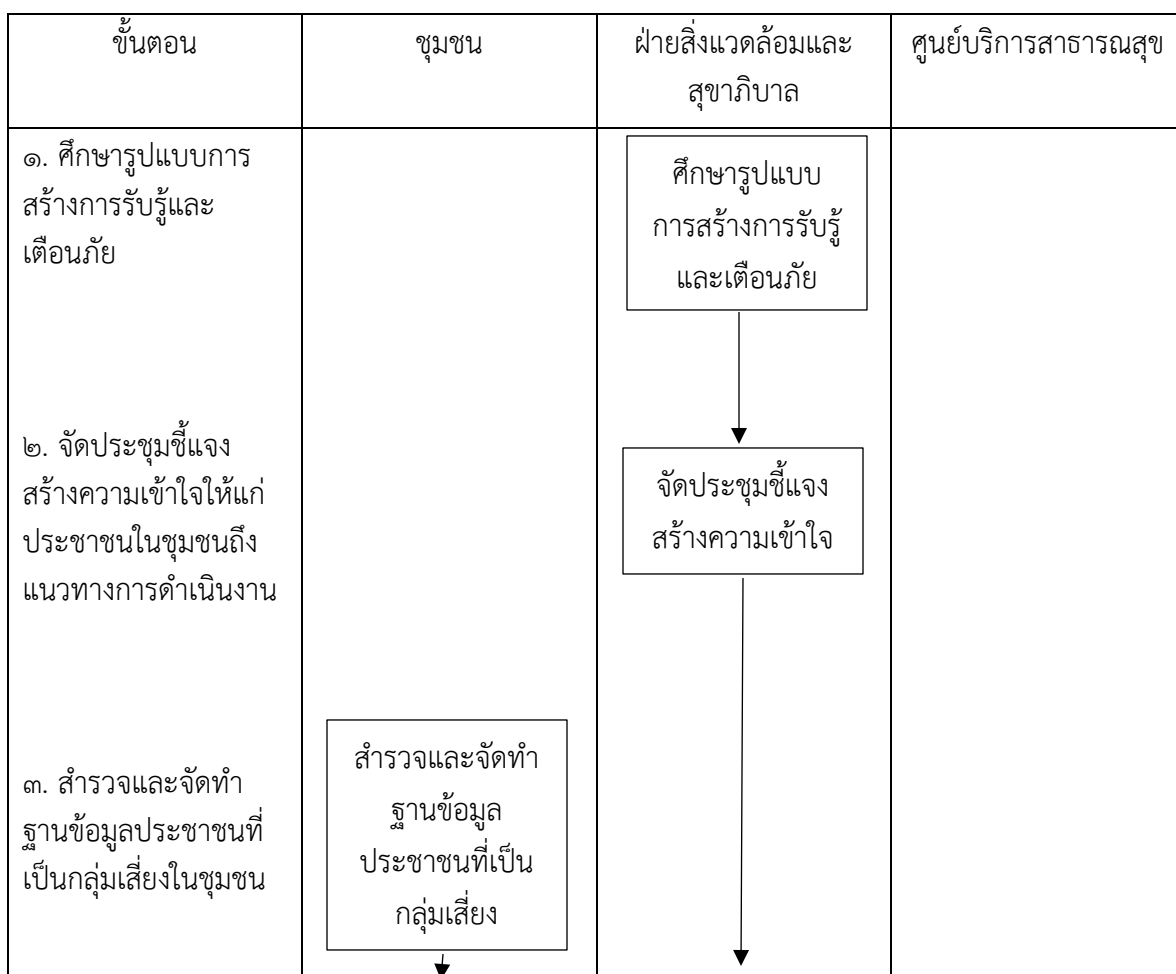 ขั้นตอน
ชุมชน
ฝ่ายสิ่งแวดล้อมและ
สุขาภิบาล
ศูนย์บริการสาธารณสุข
๑. ศึกษารูปแบบการ
สร้างการรับรู้และ
เตือนภัย
ศึกษารูปแบบ
การสร้างการรับรู้
และเตือนภัย
๒. จัดประชุมชี้แจง
สร้างความเข้าใจให้แก่
ประชาชนในชุมชนถึง
แนวทางการดำเนินงาน
จัดประชุมชี้แจง
สร้างความเข้าใจ
๓. สำรวจและจัดทำ
ฐานข้อมูลประชาชนที่
เป็นกลุ่มเสี่ยงในชุมชน
สำรวจและจัดทำ
ฐานข้อมูล
ประชาชนที่เป็น
กลุ่มเสี่ยง